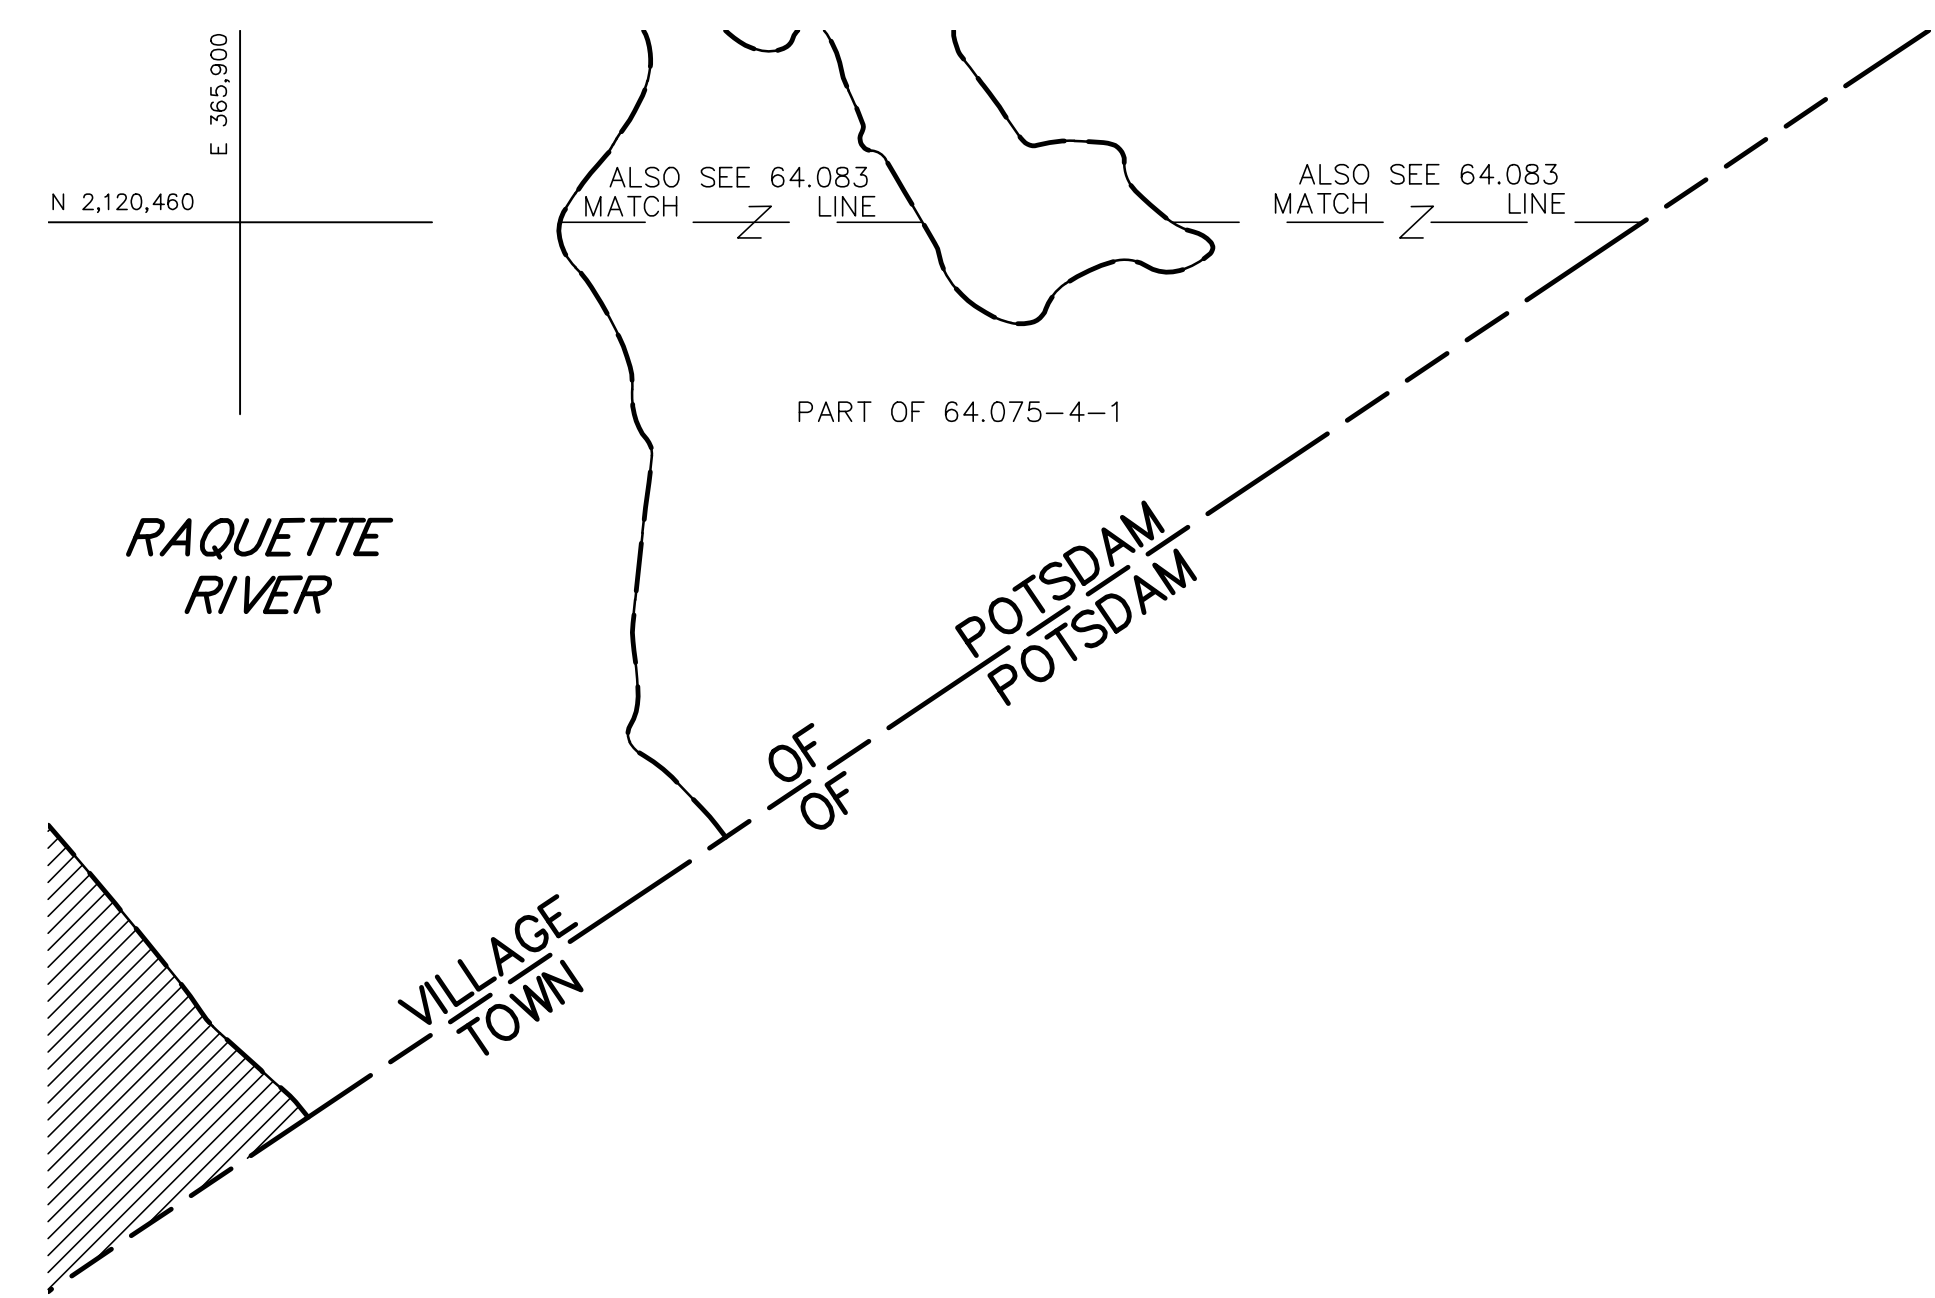 E 365,900
N 2,120,460
ALSO SEE 64.083
MATCH LINE
ALSO SEE 64.083
MATCH LINE
PART OF 64.075-4-1
RAQUETTE
RIVER
VILLAGE OF POTSDAM
TOWN OF POTSDAM